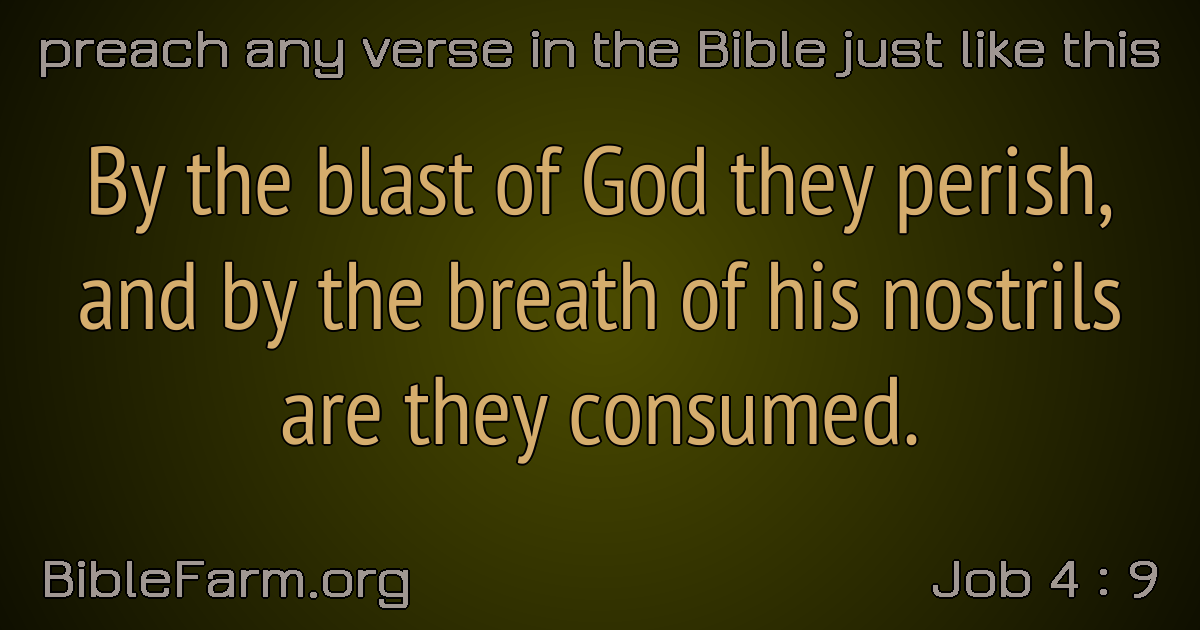 preach any verse in the Bible just like this
By the blast of God they perish,
and by the breath of his nostrils
are they consumed.
BibleFarm.org
Job 4 : 9